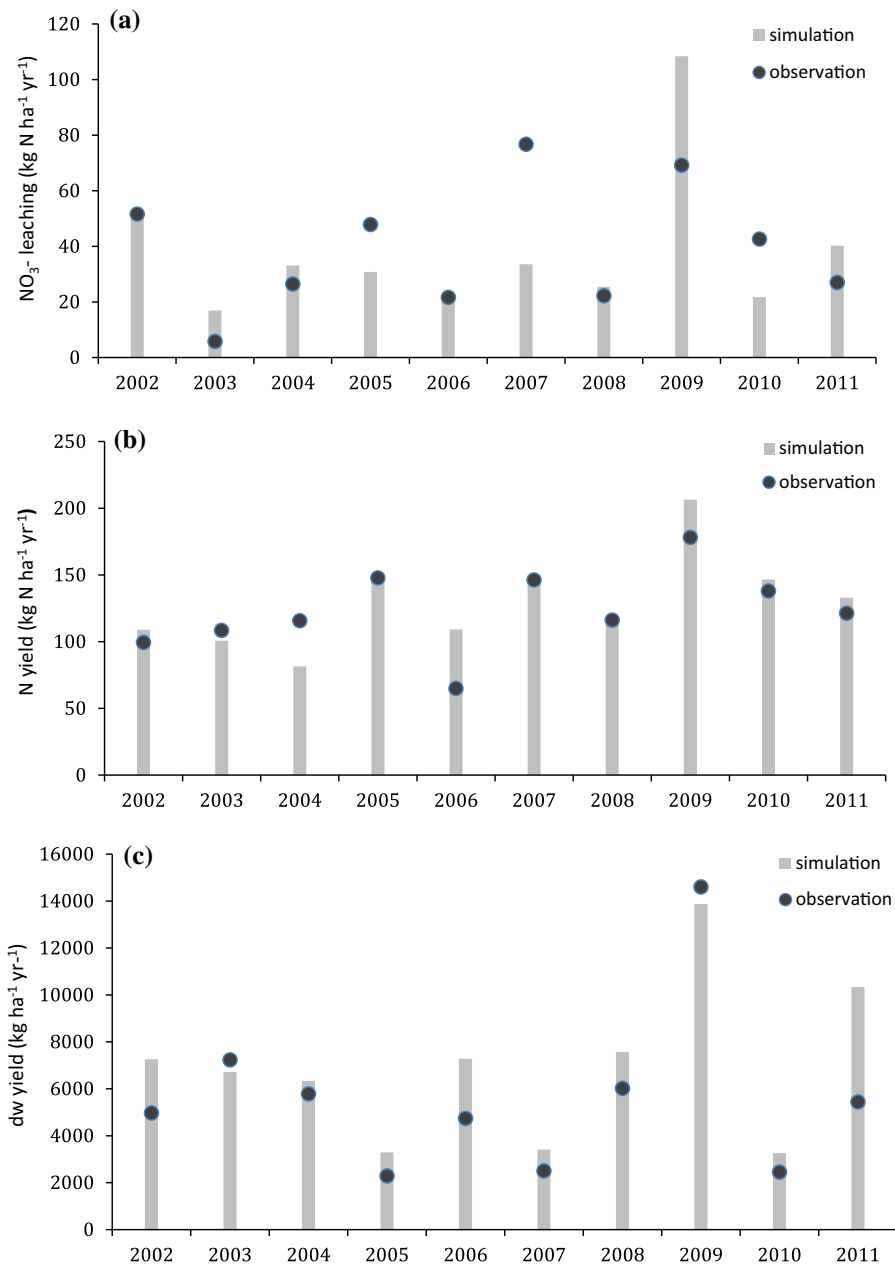 (a)
NO₃- leaching (kg N ha⁻¹ yr⁻¹)
120
100
80
60
40
20
0
simulation
observation
2002 2003 2004 2005 2006 2007 2008 2009 2010 2011
(b)
N yield (kg N ha⁻¹ yr⁻¹)
250
200
150
100
50
0
simulation
observation
2002 2003 2004 2005 2006 2007 2008 2009 2010 2011
(c)
dw yield (kg ha⁻¹ yr-¹)
16000
14000
12000
10000
8000
6000
4000
2000
0
simulation
observation
2002 2003 2004 2005 2006 2007 2008 2009 2010 2011